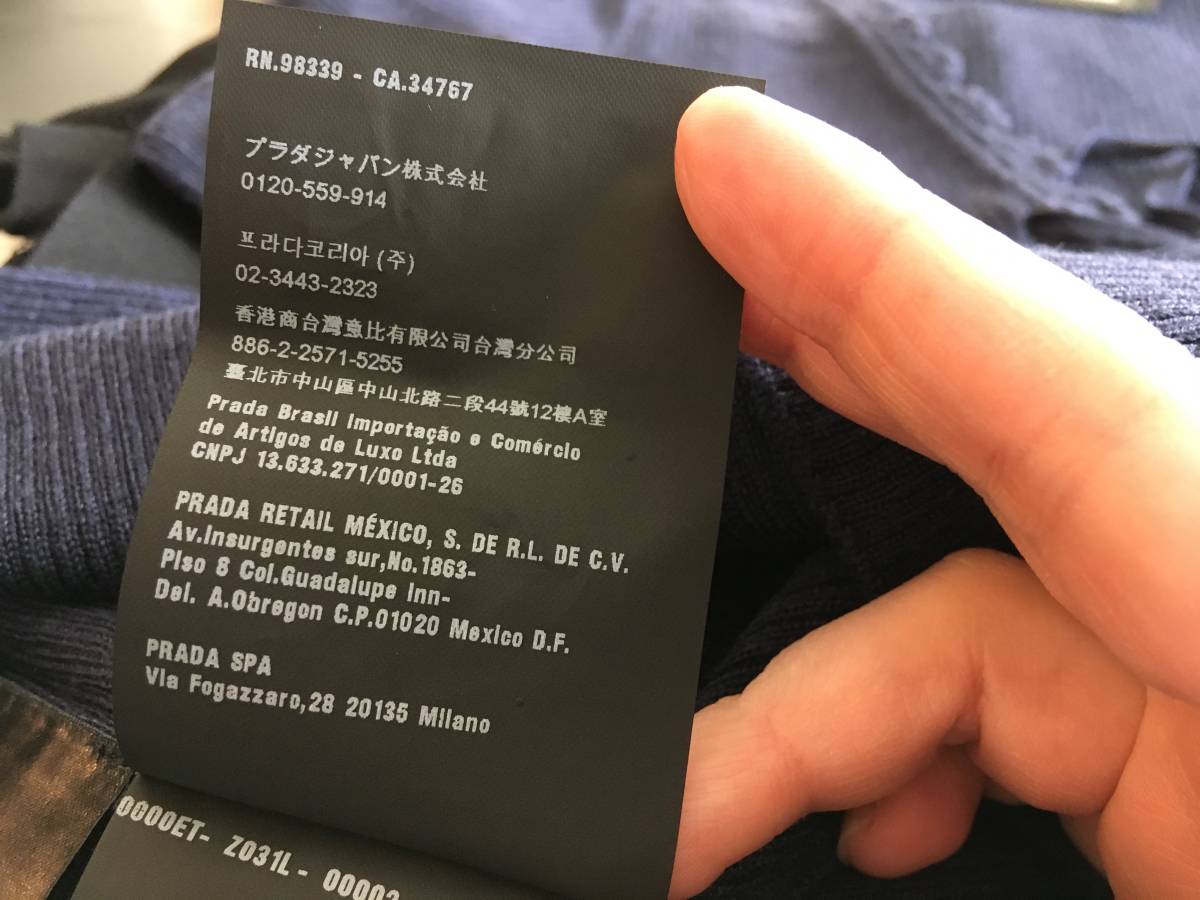 RN.98339 - CA.34767
プラダジャパン株式会社
0120-559-914
프라다코리아 (주)
02-3443-2323
香港商台灣意比有限公司台灣分公司
886-2-2571-5255
臺北市中山區中山北路二段44號12樓A室
Prada Brasil Importação e Comércio
de Artigos de Luxo Ltda
CNPJ 13.633.271/0001-26
PRADA RETAIL MÉXICO, S. DE R.L. DE C.V.
Av.Insurgentes sur,No.1863-
Piso 8 Col.Guadalupe Inn-
Del. A.Obregon C.P.01020 Mexico D.F.
PRADA SPA
Via Fogazzaro,28 20135 Milano
0000ET- Z031L-